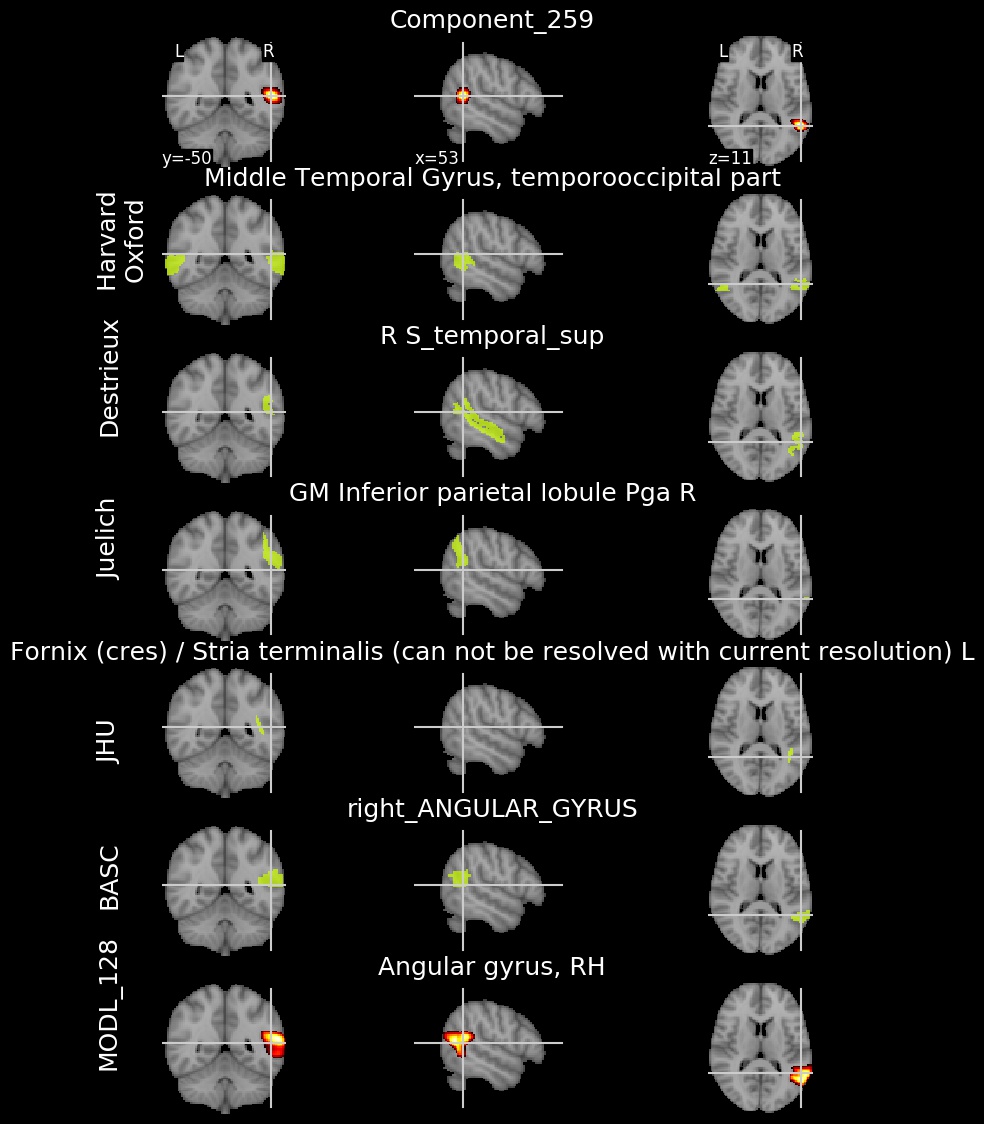 Component_259
L R
L R
y=-50
x=53
z=11
Middle Temporal Gyrus, temporooccipital part
Harvard
Oxford
R S_temporal_sup
Destrieux
GM Inferior parietal lobule Pga R
Juelich
Fornix (cres) / Stria terminalis (can not be resolved with current resolution) L
JHU
right_ANGULAR_GYRUS
BASC
Angular gyrus, RH
MODL_128